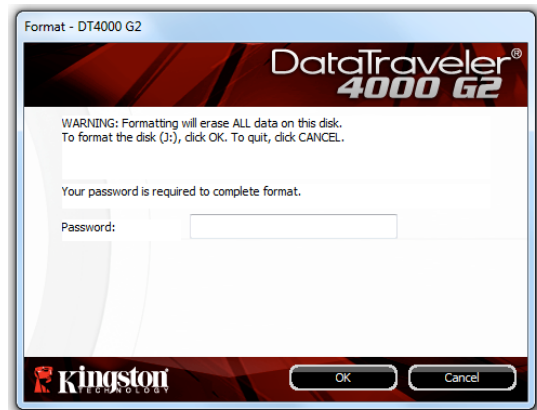 Format - DT4000 G2
DataTraveler®
4000 G2
WARNING: Formatting will erase ALL data on this disk.
To format the disk (J:), click OK. To quit, click CANCEL.
Your password is required to complete format.
Password:
Kingston
TECHNOLOGY
OK
Cancel